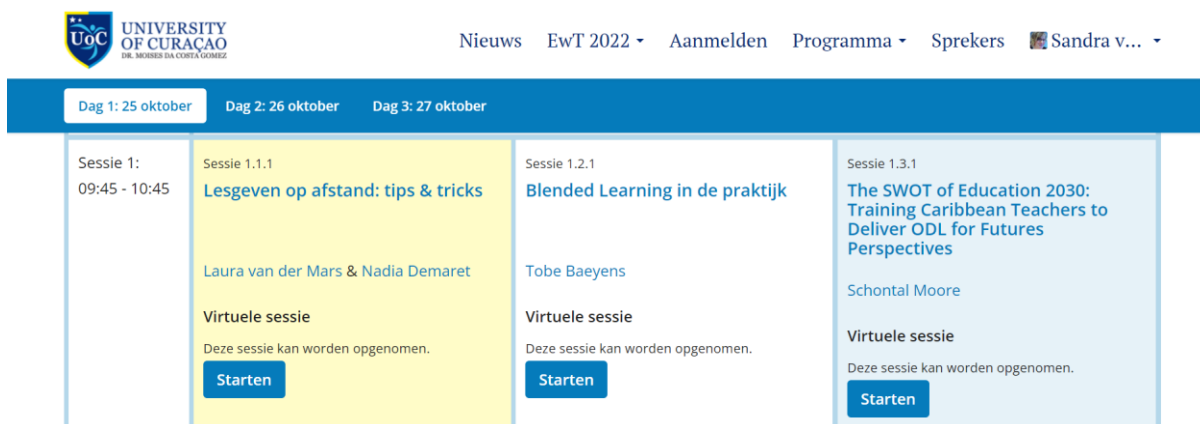 UNIVERSITY
OF CURAÇAO
DR. MOISES DA COSTA GOMEZ
UoC
Nieuws EwT 2022 Aanmelden Programma Sprekers Sandra v...
Dag 1: 25 oktober Dag 2: 26 oktober Dag 3: 27 oktober
Sessie 1:
09:45 - 10:45
Sessie 1.1.1
Lesgeven op afstand: tips & tricks
Laura van der Mars & Nadia Demaret
Virtuele sessie
Deze sessie kan worden opgenomen.
Starten
Sessie 1.2.1
Blended Learning in de praktijk
Tobe Baeyens
Virtuele sessie
Deze sessie kan worden opgenomen.
Starten
Sessie 1.3.1
The SWOT of Education 2030:
Training Caribbean Teachers to
Deliver ODL for Futures
Perspectives
Schontal Moore
Virtuele sessie
Deze sessie kan worden opgenomen.
Starten